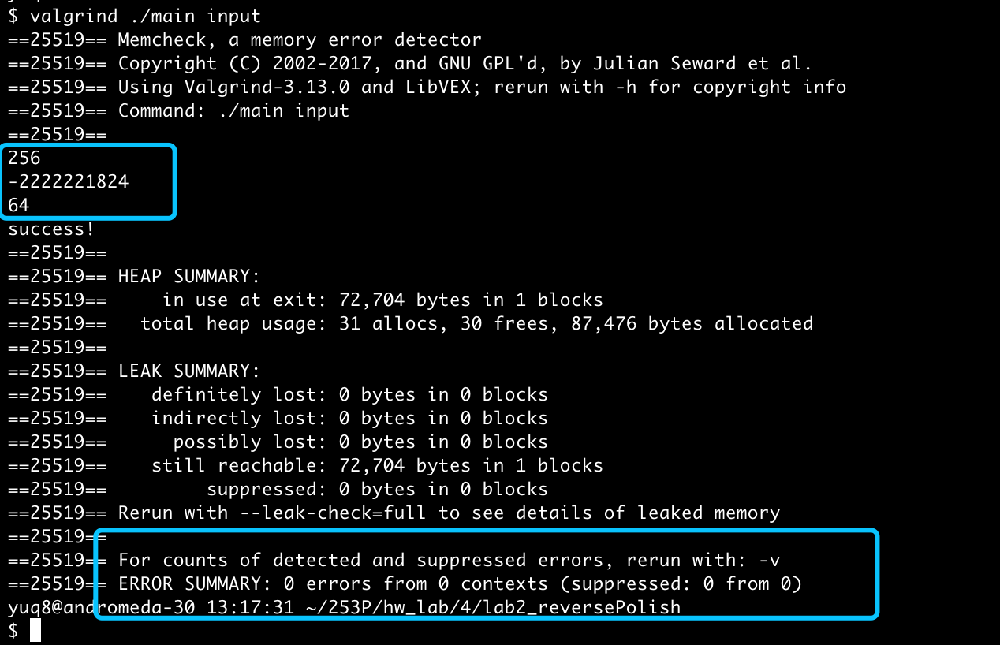 $ valgrind ./main input
==25519== Memcheck, a memory error detector
==25519== Copyright (C) 2002-2017, and GNU GPL'd, by Julian Seward et al.
==25519== Using Valgrind-3.13.0 and LibVEX; rerun with -h for copyright info
==25519== Command: ./main input
==25519==
256
-2222221824
64
success!
==25519==
==25519== HEAP SUMMARY:
==25519==     in use at exit: 72,704 bytes in 1 blocks
==25519==   total heap usage: 31 allocs, 30 frees, 87,476 bytes allocated
==25519==
==25519== LEAK SUMMARY:
==25519==    definitely lost: 0 bytes in 0 blocks
==25519==    indirectly lost: 0 bytes in 0 blocks
==25519==      possibly lost: 0 bytes in 0 blocks
==25519==    still reachable: 72,704 bytes in 1 blocks
==25519==         suppressed: 0 bytes in 0 blocks
==25519== Rerun with --leak-check=full to see details of leaked memory
==25519==
==25519== For counts of detected and suppressed errors, rerun with: -v
==25519== ERROR SUMMARY: 0 errors from 0 contexts (suppressed: 0 from 0)
yuq8@andromeda-30 13:17:31 ~/253P/hw_lab/4/lab2_reversePolish
$